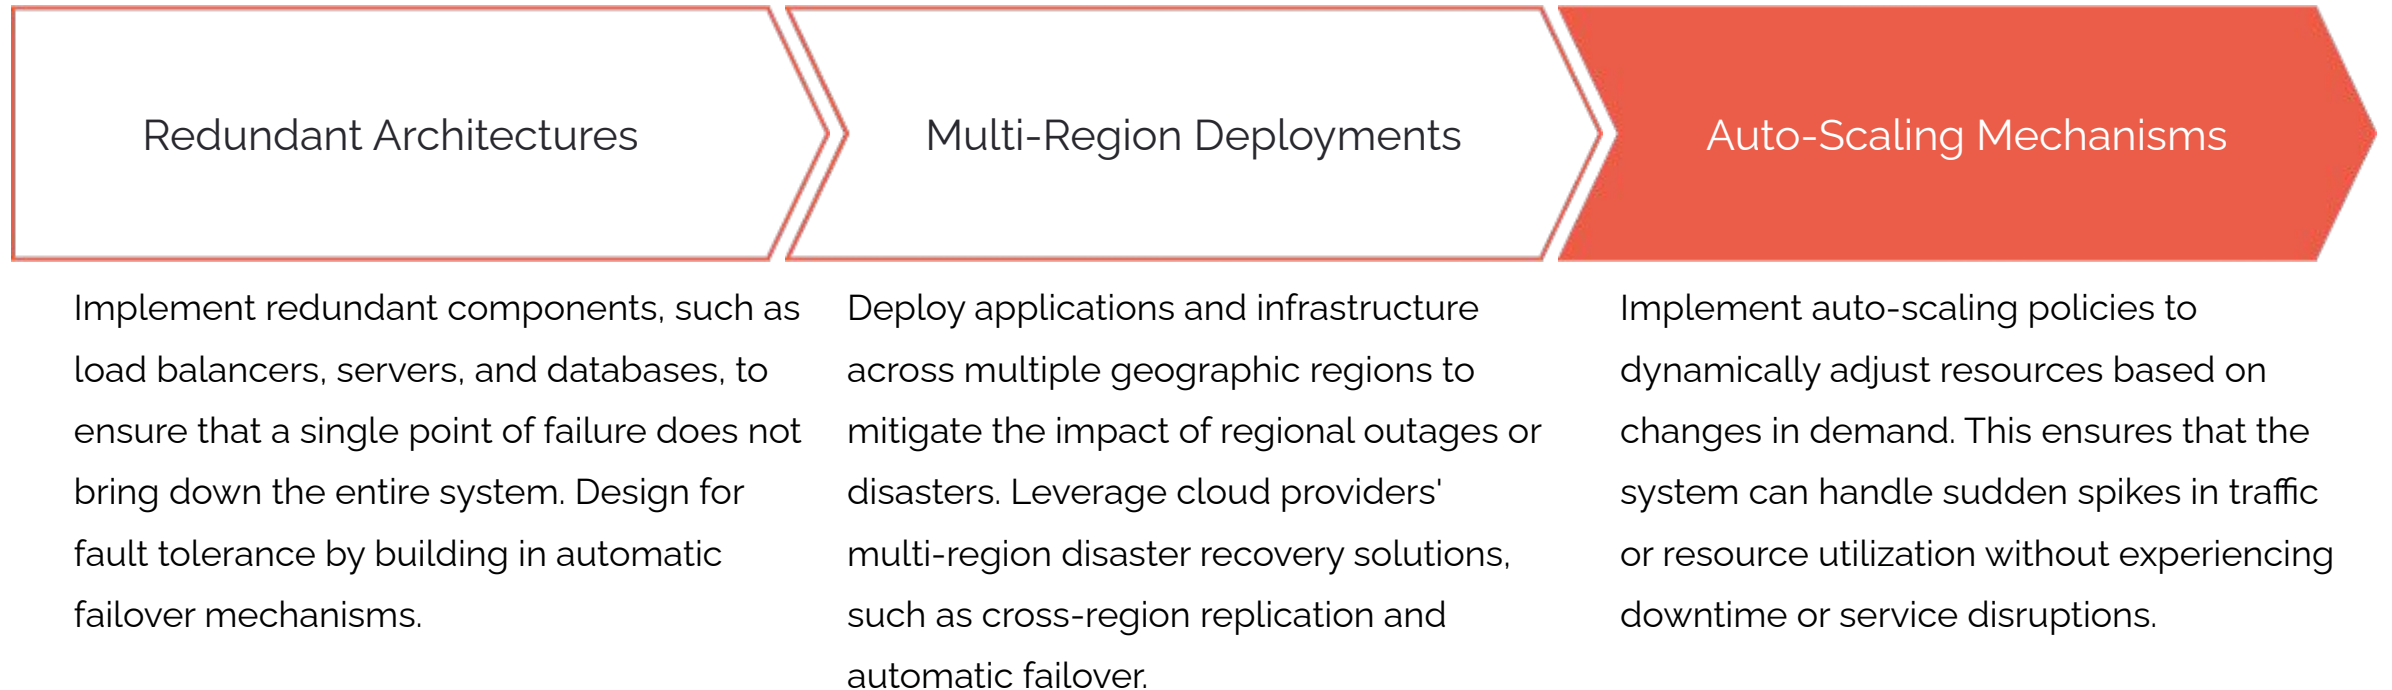 Redundant Architectures
Multi-Region Deployments
Auto-Scaling Mechanisms
Implement redundant components, such as
load balancers, servers, and databases, to
ensure that a single point of failure does not
bring down the entire system. Design for
fault tolerance by building in automatic
failover mechanisms.
Deploy applications and infrastructure
across multiple geographic regions to
mitigate the impact of regional outages or
disasters. Leverage cloud providers'
multi-region disaster recovery solutions,
such as cross-region replication and
automatic failover.
Implement auto-scaling policies to
dynamically adjust resources based on
changes in demand. This ensures that the
system can handle sudden spikes in traffic
or resource utilization without experiencing
downtime or service disruptions.